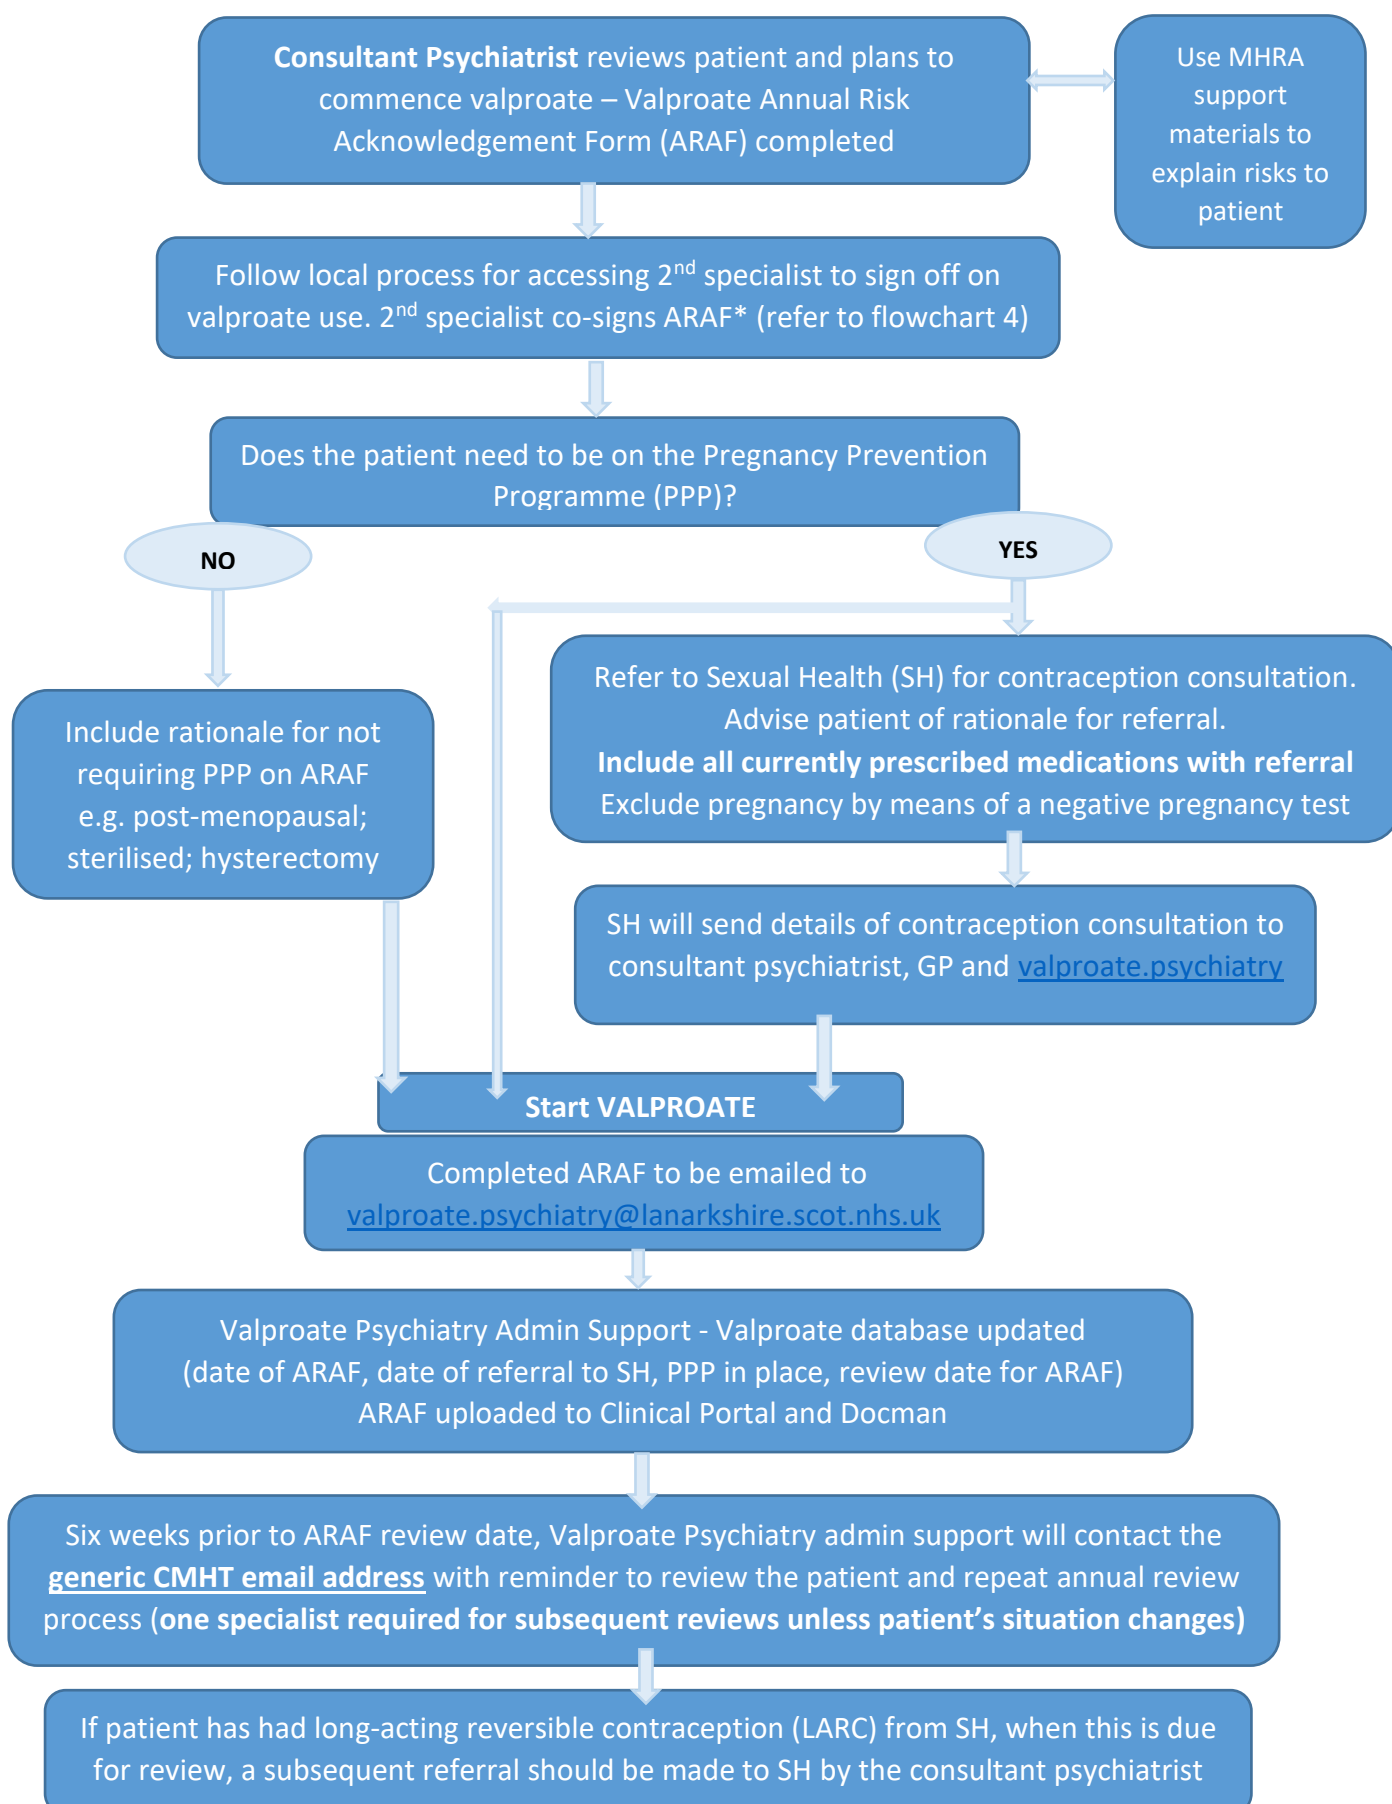 Consultant Psychiatrist reviews patient and plans to
commence valproate – Valproate Annual Risk
Acknowledgement Form (ARAF) completed
Use MHRA
support
materials to
explain risks to
patient
Follow local process for accessing 2nd specialist to sign off on
valproate use. 2nd specialist co-signs ARAF* (refer to flowchart 4)
Does the patient need to be on the Pregnancy Prevention
Programme (PPP)?
NO
YES
Include rationale for not
requiring PPP on ARAF
e.g. post-menopausal;
sterilised; hysterectomy
Refer to Sexual Health (SH) for contraception consultation.
Advise patient of rationale for referral.
Include all currently prescribed medications with referral
Exclude pregnancy by means of a negative pregnancy test
SH will send details of contraception consultation to
consultant psychiatrist, GP and valproate.psychiatry
Start VALPROATE
Completed ARAF to be emailed to
valproate.psychiatry@lanarkshire.scot.nhs.uk
Valproate Psychiatry Admin Support - Valproate database updated
(date of ARAF, date of referral to SH, PPP in place, review date for ARAF)
ARAF uploaded to Clinical Portal and Docman
Six weeks prior to ARAF review date, Valproate Psychiatry admin support will contact the
generic CMHT email address with reminder to review the patient and repeat annual review
process (one specialist required for subsequent reviews unless patient’s situation changes)
If patient has had long-acting reversible contraception (LARC) from SH, when this is due
for review, a subsequent referral should be made to SH by the consultant psychiatrist